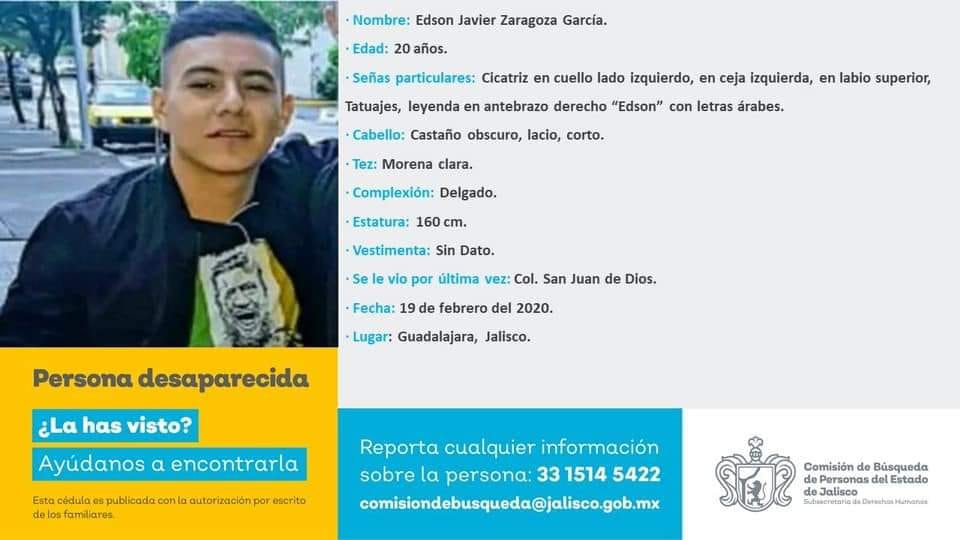 · Nombre: Edson Javier Zaragoza García.
· Edad: 20 años.
· Señas particulares: Cicatriz en cuello lado izquierdo, en ceja izquierda, en labio superior,
Tatuajes, leyenda en antebrazo derecho “Edson” con letras árabes.
· Cabello: Castaño obscuro, lacio, corto.
· Tez: Morena clara.
· Complexión: Delgado.
· Estatura: 160 cm.
· Vestimenta: Sin Dato.
· Se le vio por última vez: Col. San Juan de Dios.
· Fecha: 19 de febrero del 2020.
· Lugar: Guadalajara, Jalisco.
Persona desaparecida
¿La has visto?
Ayúdanos a encontrarla
Esta cédula es publicada con la autorización por escrito
de los familiares.
Reporta cualquier información
sobre la persona: 33 1514 5422
comisiondebusqueda@jalisco.gob.mx
Comisión de Búsqueda
de Personas del Estado
de Jalisco
Subsecretaría de Derechos Humanos